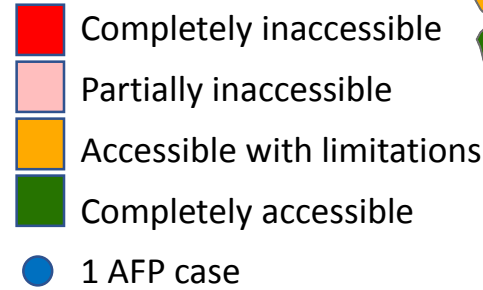 Completely inaccessible
Partially inaccessible
Accessible with limitations
Completely accessible
1 AFP case